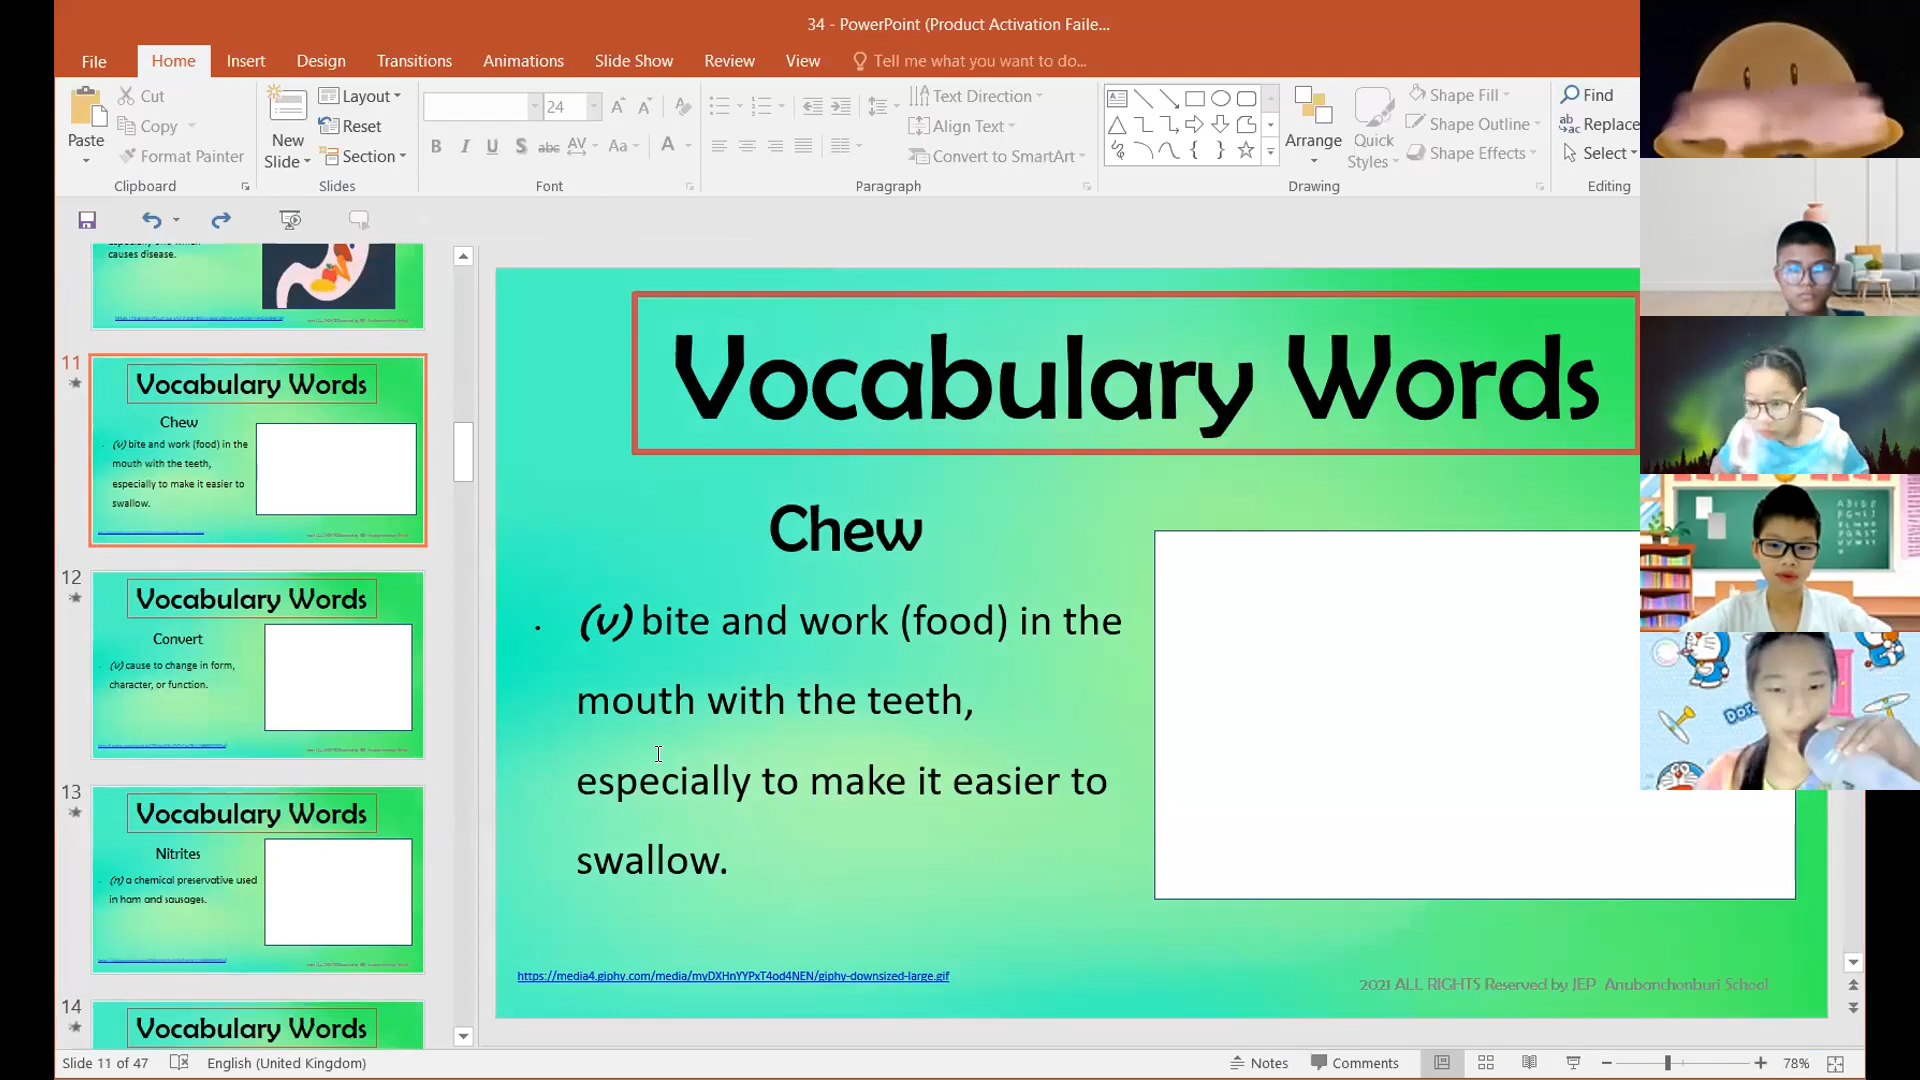 34 - PowerPoint (Product Activation Faile...
File Home Insert Design Transitions Animations Slide Show Review View Tell me what you want to do...
Paste
Cut
Copy
Format Painter
Clipboard
New Slide
Layout
Reset
Section
Slides
24
Font
Text Direction
Align Text
Convert to SmartArt
Paragraph
Arrange
Quick Styles
Shape Fill
Shape Outline
Shape Effects
Drawing
Find
Replace
Select
Editing
causes disease.
11
Vocabulary Words
Chew
(v) bite and work (food) in the
mouth with the teeth,
especially to make it easier to
swallow.
12
Vocabulary Words
Convert
(v) cause to change in form,
character, or function.
13
Vocabulary Words
Nitrites
(n) a chemical preservative used
in ham and sausages.
14
Vocabulary Words
Vocabulary Words
Chew
(v) bite and work (food) in the
mouth with the teeth,
especially to make it easier to
swallow.
https://media4.giphy.com/media/myDXHnYYPxT4od4NEN/giphy-downsized-large.gif
2021 ALL RIGHTS Reserved by JEP Anubanchonburi School
Slide 11 of 47 English (United Kingdom) Notes Comments 78%